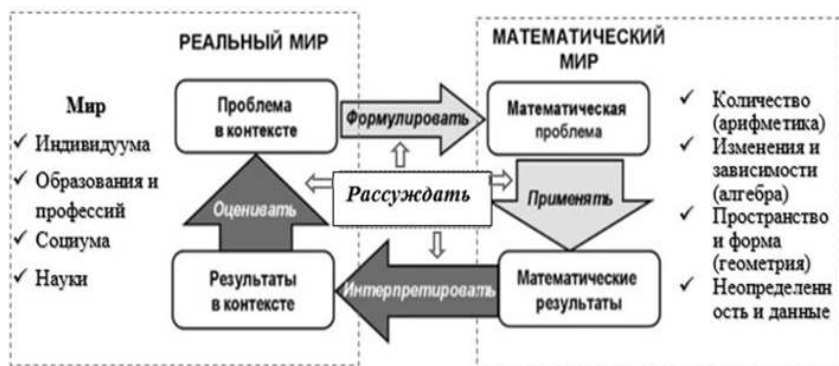 РЕАЛЬНЫЙ МИР
МАТЕМАТИЧЕСКИЙ
МИР
Мир
✓ Индивидуума
✓ Образования и
профессий
✓ Социума
✓ Науки
Проблема
в контексте
Формулировать
Математическая
проблема
Рассуждать
Оценивать
Применять
Результаты
в контексте
Интерпретировать
Математические
результаты
✓ Количество
(арифметика)
✓ Изменения и
зависимости
(алгебра)
✓ Пространство
и форма
(геометрия)
✓ Неопределенн
ость и данные